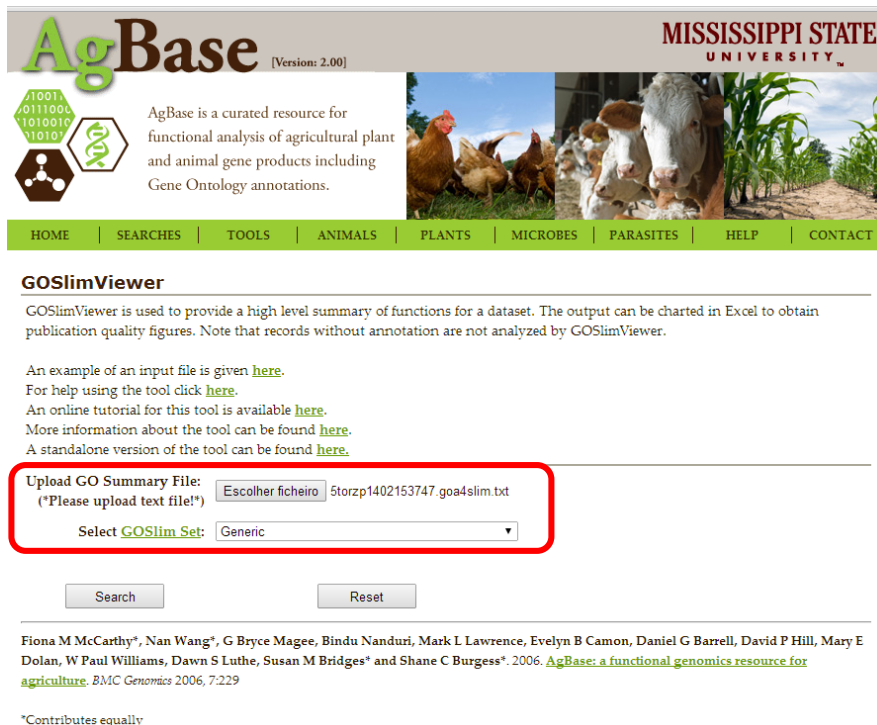 AgBase [Version: 2.00]
MISSISSIPPI STATE
UNIVERSITY™
AgBase is a curated resource for
functional analysis of agricultural plant
and animal gene products including
Gene Ontology annotations.
HOME | SEARCHES | TOOLS | ANIMALS | PLANTS | MICROBES | PARASITES | HELP | CONTACT
GOSlimViewer
GOSlimViewer is used to provide a high level summary of functions for a dataset. The output can be charted in Excel to obtain
publication quality figures. Note that records without annotation are not analyzed by GOSlimViewer.
An example of an input file is given here.
For help using the tool click here.
An online tutorial for this tool is available here.
More information about the tool can be found here.
A standalone version of the tool can be found here.
Upload GO Summary File:
(*Please upload text file!*)
Escolher ficheiro 5torzp1402153747.goa4slim.txt
Select GOSlim Set: Generic
Search Reset
Fiona M McCarthy*, Nan Wang*, G Bryce Magee, Bindu Nanduri, Mark L Lawrence, Evelyn B Camon, Daniel G Barrell, David P Hill, Mary E
Dolan, W Paul Williams, Dawn S Luthe, Susan M Bridges* and Shane C Burgess*. 2006. AgBase: a functional genomics resource for
agriculture. BMC Genomics 2006, 7:229
*Contributes equally